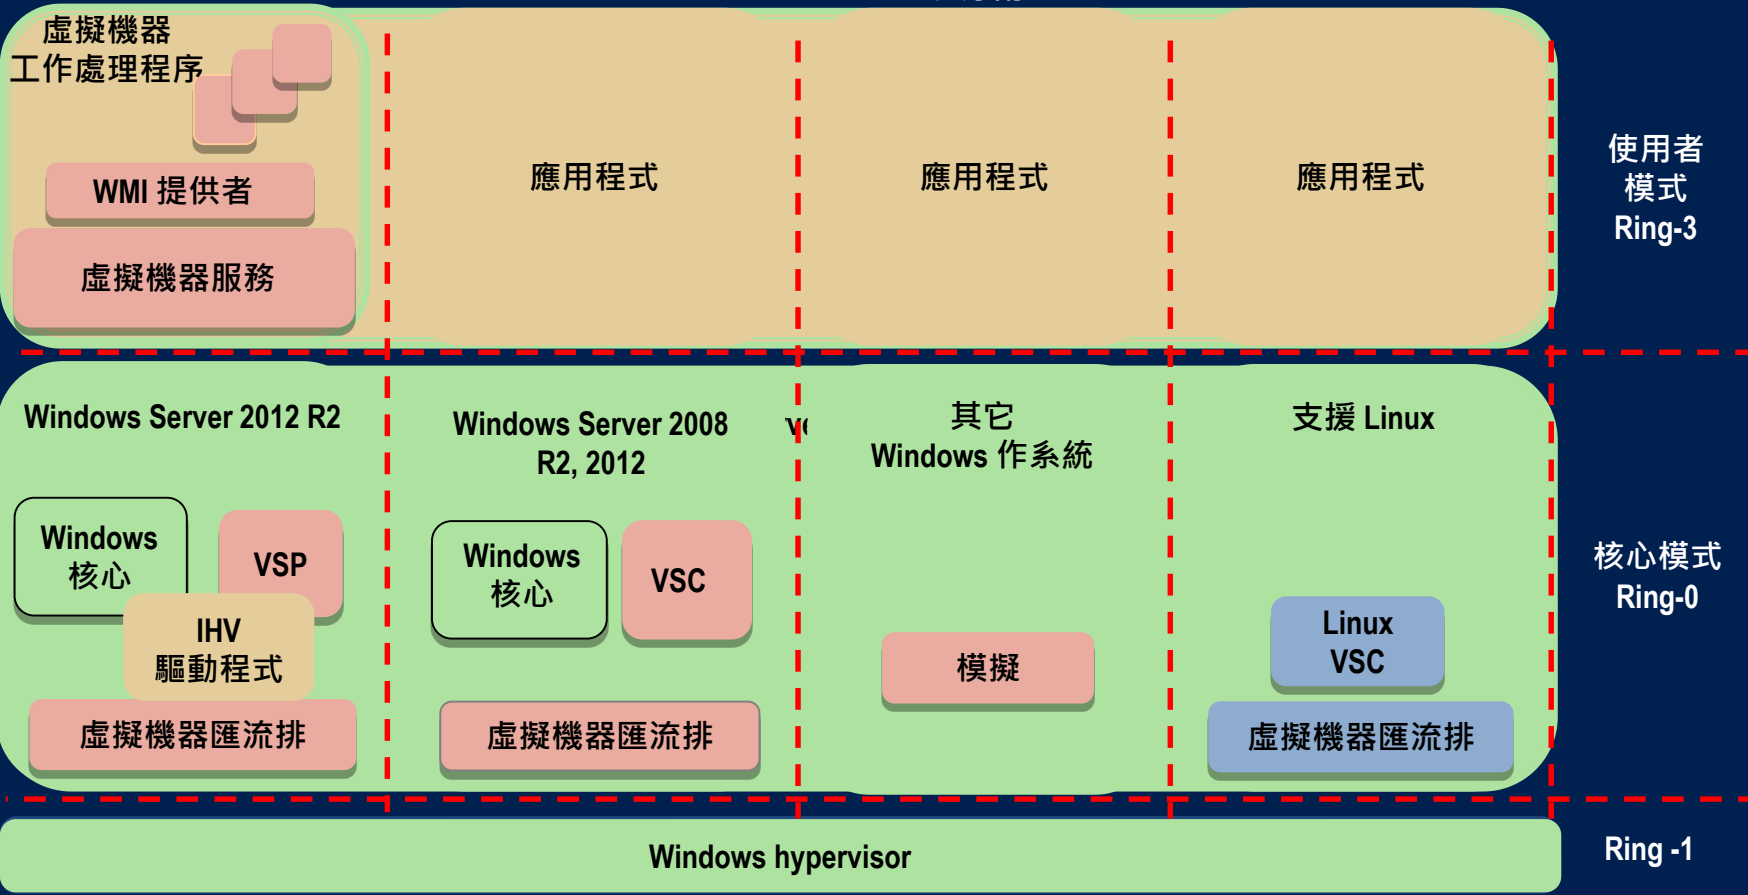 虛擬機器
工作處理程序
WMI 提供者
虛擬機器服務
應用程式
應用程式
應用程式
使用者
模式
Ring-3
Windows Server 2012 R2
Windows
核心
VSP
IHV
驅動程式
虛擬機器匯流排
Windows Server 2008
R2, 2012
Windows
核心
VSC
虛擬機器匯流排
其它
Windows 作系統
模擬
支援 Linux
Linux
VSC
虛擬機器匯流排
核心模式
Ring-0
Windows hypervisor
Ring -1